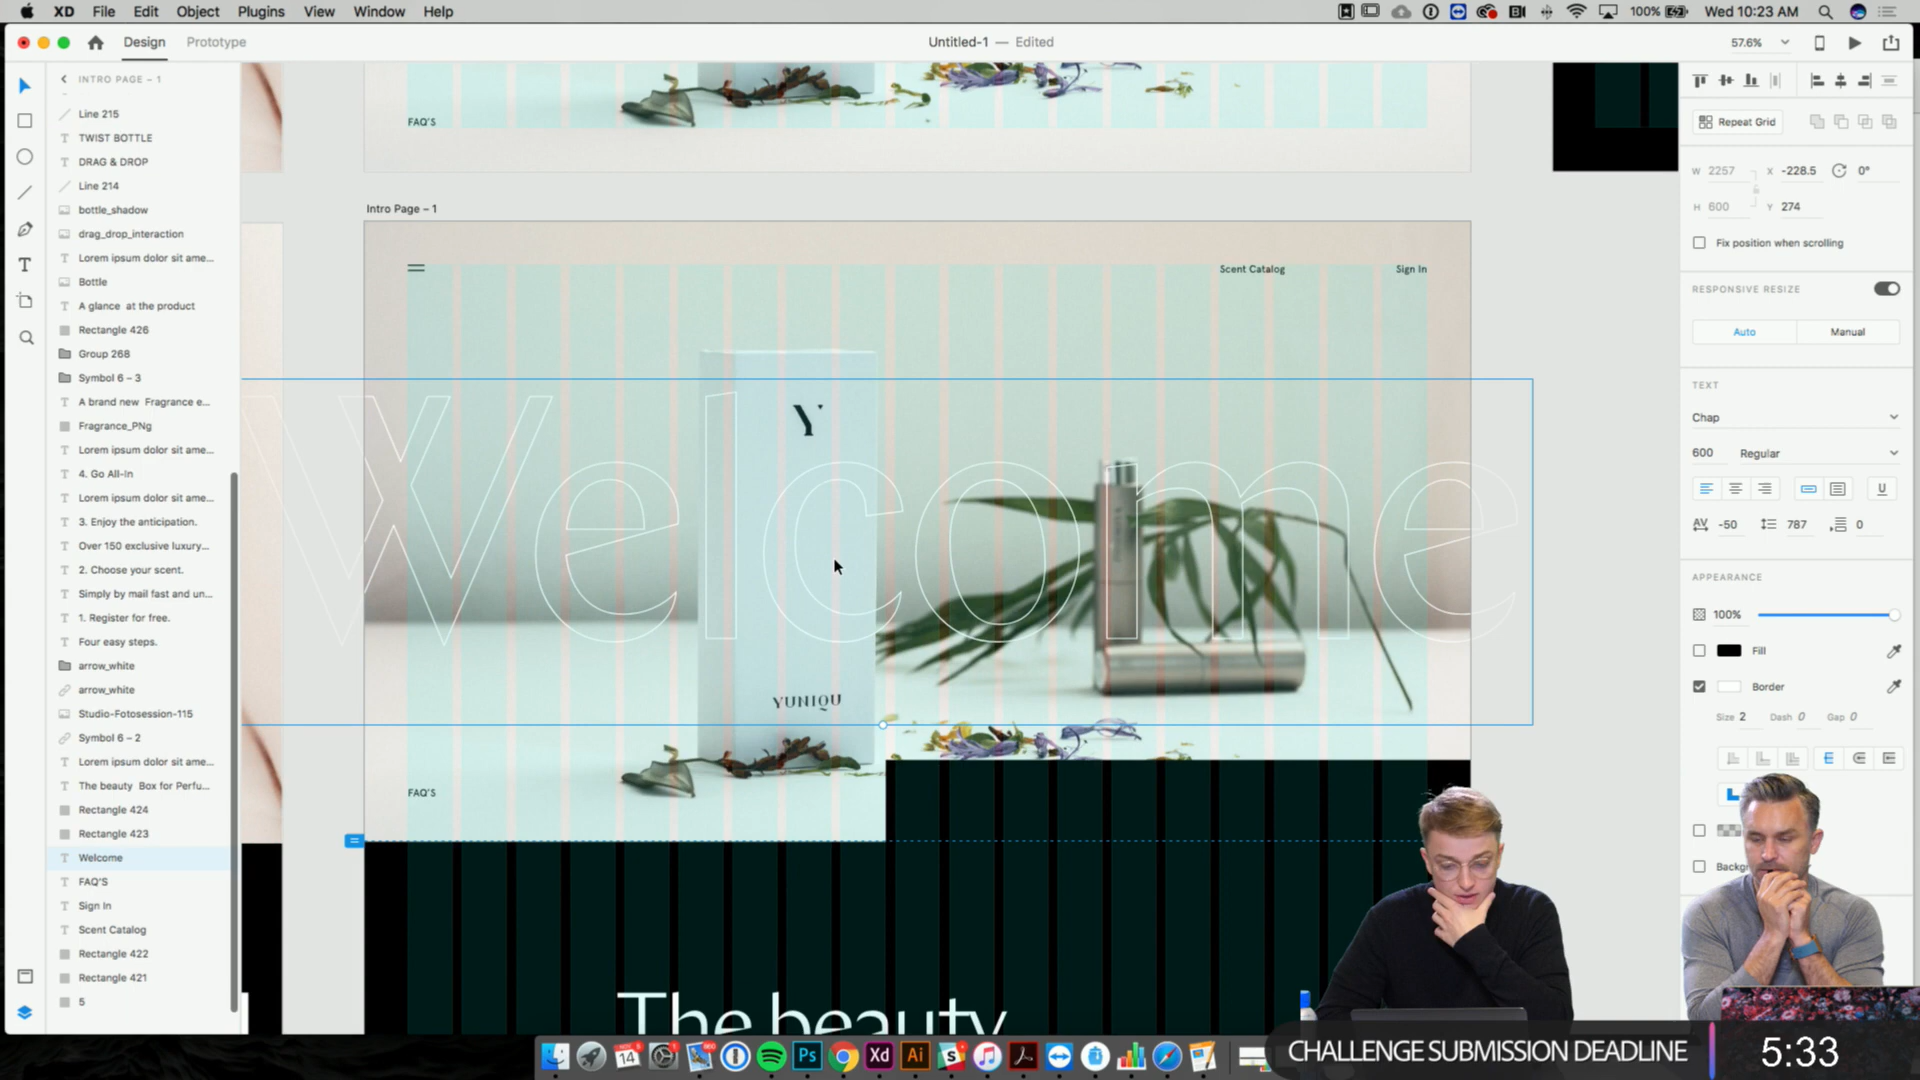 XD File Edit Object Plugins View Window Help
100% Wed 10:23 AM
Design Prototype
Untitled-1 — Edited
57.6%
INTRO PAGE – 1
Line 215
TWIST BOTTLE
DRAG & DROP
Line 214
bottle_shadow
drag_drop_interaction
Lorem ipsum dolor sit ame...
Bottle
A glance at the product
Rectangle 426
Group 268
Symbol 6 – 3
A brand new Fragrance e...
Fragrance_PNg
Lorem ipsum dolor sit ame...
4. Go All-In
Lorem ipsum dolor sit ame...
3. Enjoy the anticipation.
Over 150 exclusive luxury...
2. Choose your scent.
Simply by mail fast and un...
1. Register for free.
Four easy steps.
arrow_white
arrow_white
Studio-Fotosession-115
Symbol 6 – 2
Lorem ipsum dolor sit ame...
The beauty Box for Perfu...
Rectangle 424
Rectangle 423
Welcome
FAQ'S
Sign In
Scent Catalog
Rectangle 422
Rectangle 421
5
FAQ'S
Intro Page – 1
Scent Catalog
Sign In
Y
Welcome
YUNIQU
FAQ'S
The beauty
Repeat Grid
W 2257 X -228.5 0°
H 600 Y 274
Fix position when scrolling
RESPONSIVE RESIZE
Auto Manual
TEXT
Chap
600 Regular
AV -50 787 0
APPEARANCE
100%
Fill
Border
Size 2 Dash 0 Gap 0
Backg
14
Ps Xd Ai
CHALLENGE SUBMISSION DEADLINE 5:33